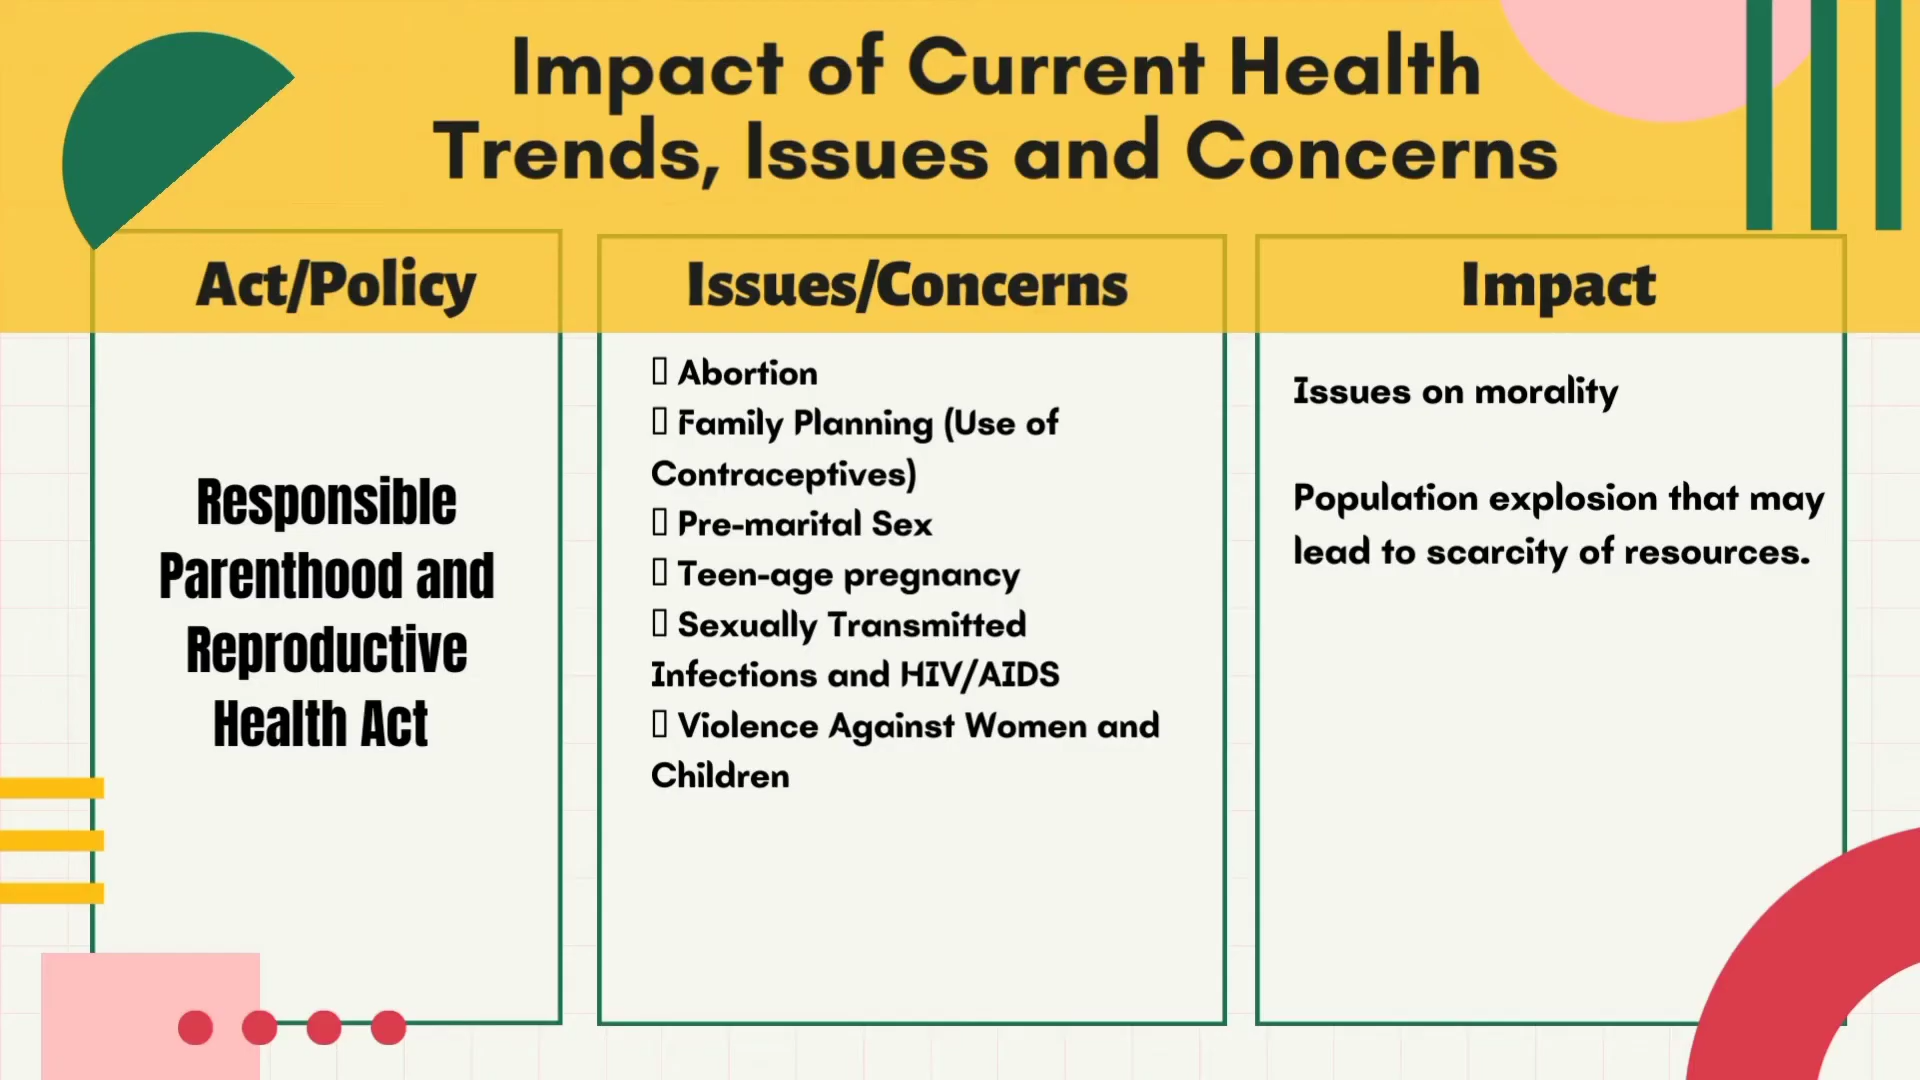 Impact of Current Health
Trends, Issues and Concerns
Act/Policy
Responsible
Parenthood and
Reproductive
Health Act
Issues/Concerns
▯ Abortion
▯ Family Planning (Use of
Contraceptives)
▯ Pre-marital Sex
▯ Teen-age pregnancy
▯ Sexually Transmitted
Infections and HIV/AIDS
▯ Violence Against Women and
Children
Impact
Issues on morality
Population explosion that may
lead to scarcity of resources.